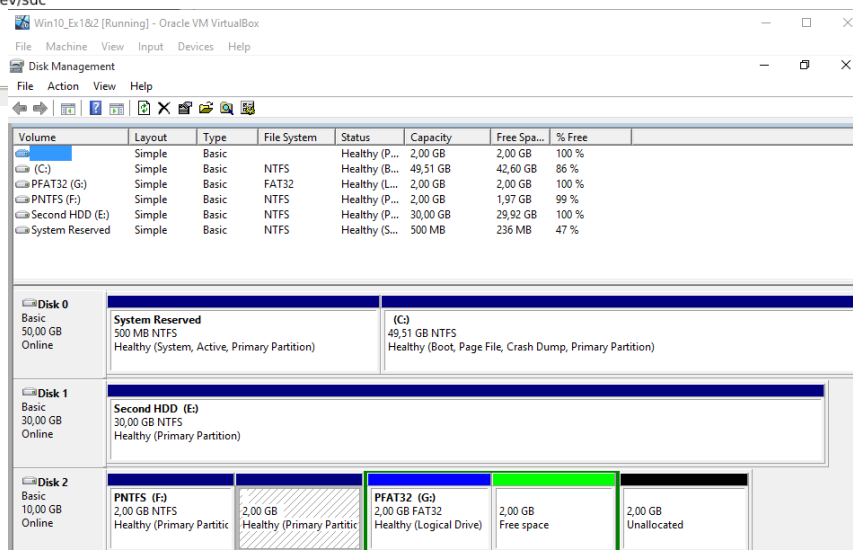 ev/sdc
Win10_Ex1&2 [Running] - Oracle VM VirtualBox
File Machine View Input Devices Help
Disk Management
File Action View Help
Volume Layout Type File System Status Capacity Free Spa... % Free
Simple Basic Healthy (P... 2,00 GB 2,00 GB 100 %
(C:) Simple Basic NTFS Healthy (B... 49,51 GB 42,60 GB 86 %
PFAT32 (G:) Simple Basic FAT32 Healthy (L... 2,00 GB 2,00 GB 100 %
PNTFS (F:) Simple Basic NTFS Healthy (P... 2,00 GB 1,97 GB 99 %
Second HDD (E:) Simple Basic NTFS Healthy (P... 30,00 GB 29,92 GB 100 %
System Reserved Simple Basic NTFS Healthy (S... 500 MB 236 MB 47 %
Disk 0
Basic
50,00 GB
Online
System Reserved
500 MB NTFS
Healthy (System, Active, Primary Partition)
(C:)
49,51 GB NTFS
Healthy (Boot, Page File, Crash Dump, Primary Partition)
Disk 1
Basic
30,00 GB
Online
Second HDD (E:)
30,00 GB NTFS
Healthy (Primary Partition)
Disk 2
Basic
10,00 GB
Online
PNTFS (F:)
2,00 GB NTFS
Healthy (Primary Partitic
2,00 GB
Healthy (Primary Partitic
PFAT32 (G:)
2,00 GB FAT32
Healthy (Logical Drive)
2,00 GB
Free space
2,00 GB
Unallocated